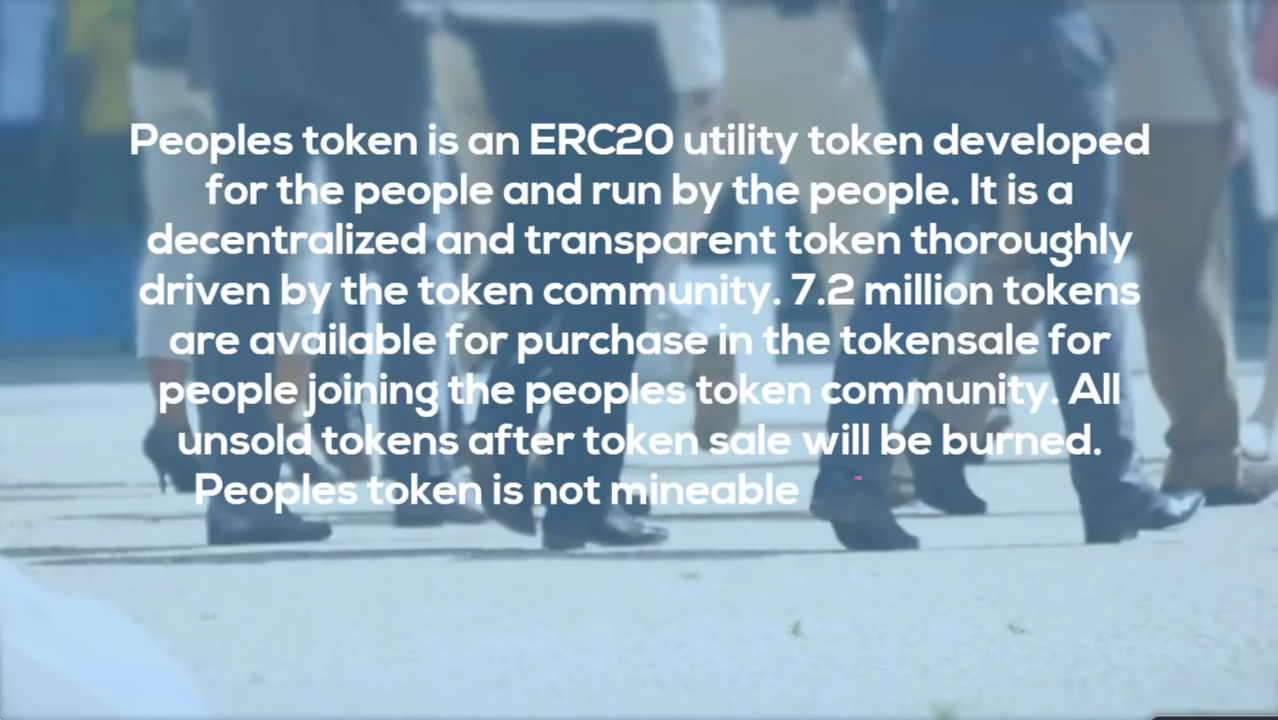 Peoples token is an ERC20 utility token developed
for the people and run by the people. It is a
decentralized and transparent token thoroughly
driven by the token community. 7.2 million tokens
are available for purchase in the tokensale for
people joining the peoples token community. All
unsold tokens after token sale will be burned.
Peoples token is not mineable